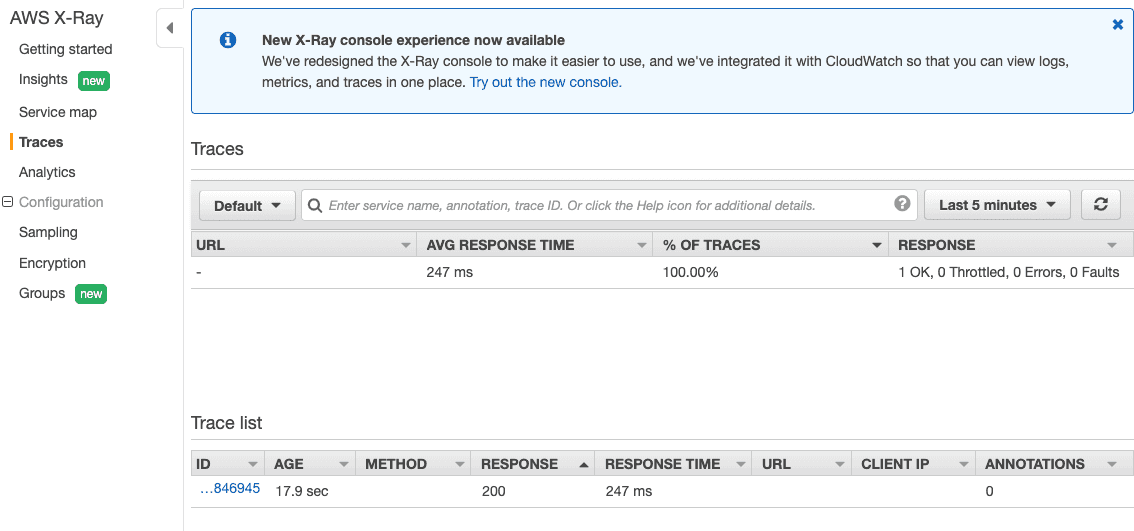 AWS X-Ray
Getting started
Insights new
Service map
Traces
Analytics
Configuration
Sampling
Encryption
Groups new
New X-Ray console experience now available
We've redesigned the X-Ray console to make it easier to use, and we've integrated it with CloudWatch so that you can view logs,
metrics, and traces in one place. Try out the new console.
Traces
Default Enter service name, annotation, trace ID. Or click the Help icon for additional details. ? Last 5 minutes
URL AVG RESPONSE TIME % OF TRACES RESPONSE
- 247 ms 100.00% 1 OK, 0 Throttled, 0 Errors, 0 Faults
Trace list
ID AGE METHOD RESPONSE RESPONSE TIME URL CLIENT IP ANNOTATIONS
...846945 17.9 sec 200 247 ms 0